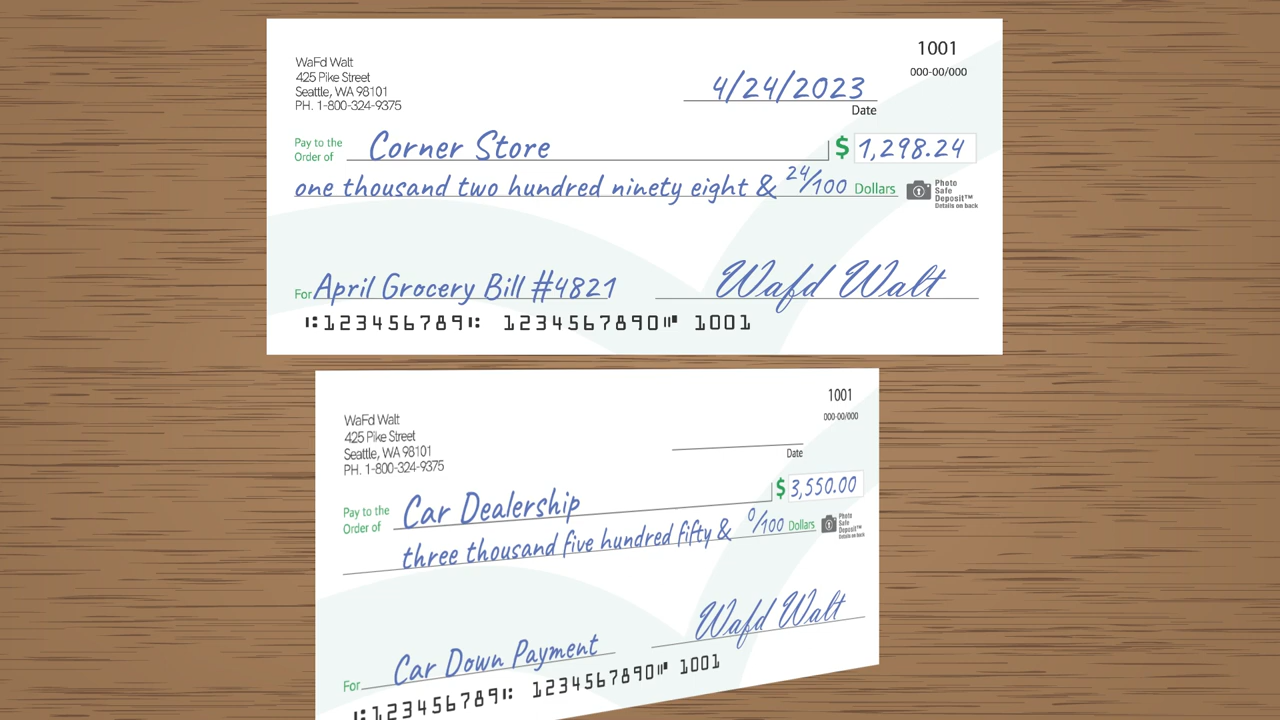 1001
000-00/000
WaFd Walt
425 Pike Street
Seattle, WA 98101
PH. 1-800-324-9375
4/24/2023
Date
Pay to the
Order of
Corner Store
$ 1,298.24
one thousand two hundred ninety eight & 24/100 Dollars
Photo
Safe
Deposit™
Details on back
For April Grocery Bill #4821
Wafd Walt
⑆123456789⑆ 1234567890⑈ 1001
1001
000-00/000
WaFd Walt
425 Pike Street
Seattle, WA 98101
PH. 1-800-324-9375
Date
Pay to the
Order of
Car Dealership
$ 3,550.00
three thousand five hundred fifty & 0/100 Dollars
Photo
Safe
Deposit™
Details on back
For Car Down Payment
Wafd Walt
⑆123456789⑆ 1234567890⑈ 1001